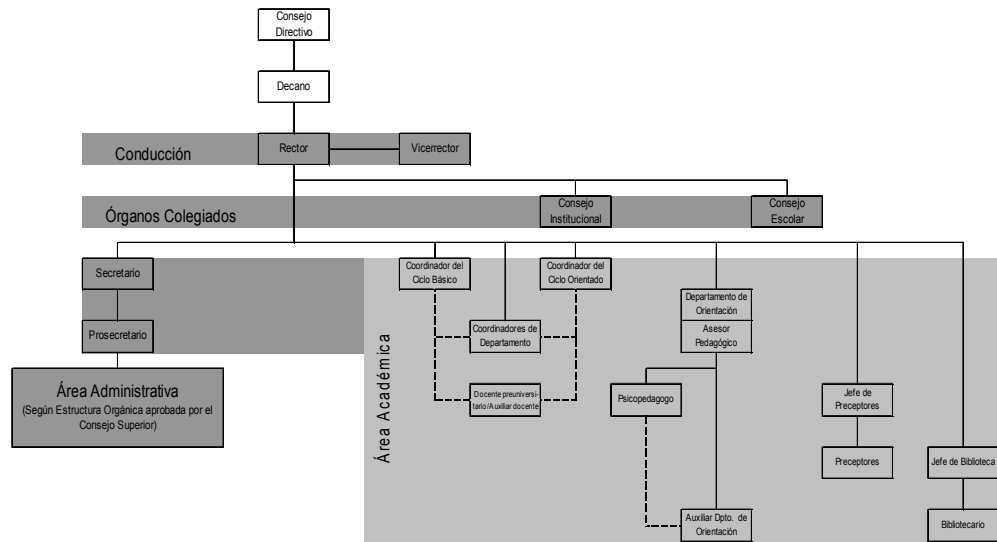 Consejo
Directivo
Decano
Conducción
Rector
Vicerrector
Órganos Colegiados
Consejo
Institucional
Consejo
Escolar
Secretario
Prosecretario
Área Administrativa
(Según Estructura Orgánica aprobada por el
Consejo Superior)
Área Académica
Coordinador del
Ciclo Básico
Coordinador del
Ciclo Orientado
Coordinadores de
Departamento
Docente preuniversi-
tario/Auxiliar docente
Departamento de
Orientación
Asesor
Pedagógico
Psicopedagogo
Auxiliar Dpto. de
Orientación
Jefe de
Preceptores
Preceptores
Jefe de Biblioteca
Bibliotecario